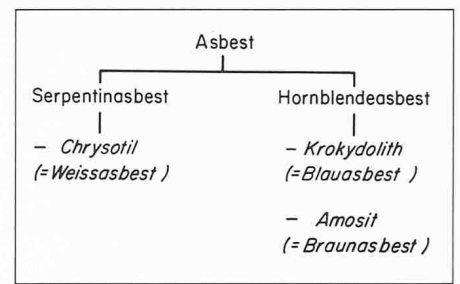 Asbest
Serpentinasbest
Hornblendeasbest
– Chrysotil
(=Weissasbest)
– Krokydolith
(=Blauasbest)
– Amosit
(=Braunasbest)